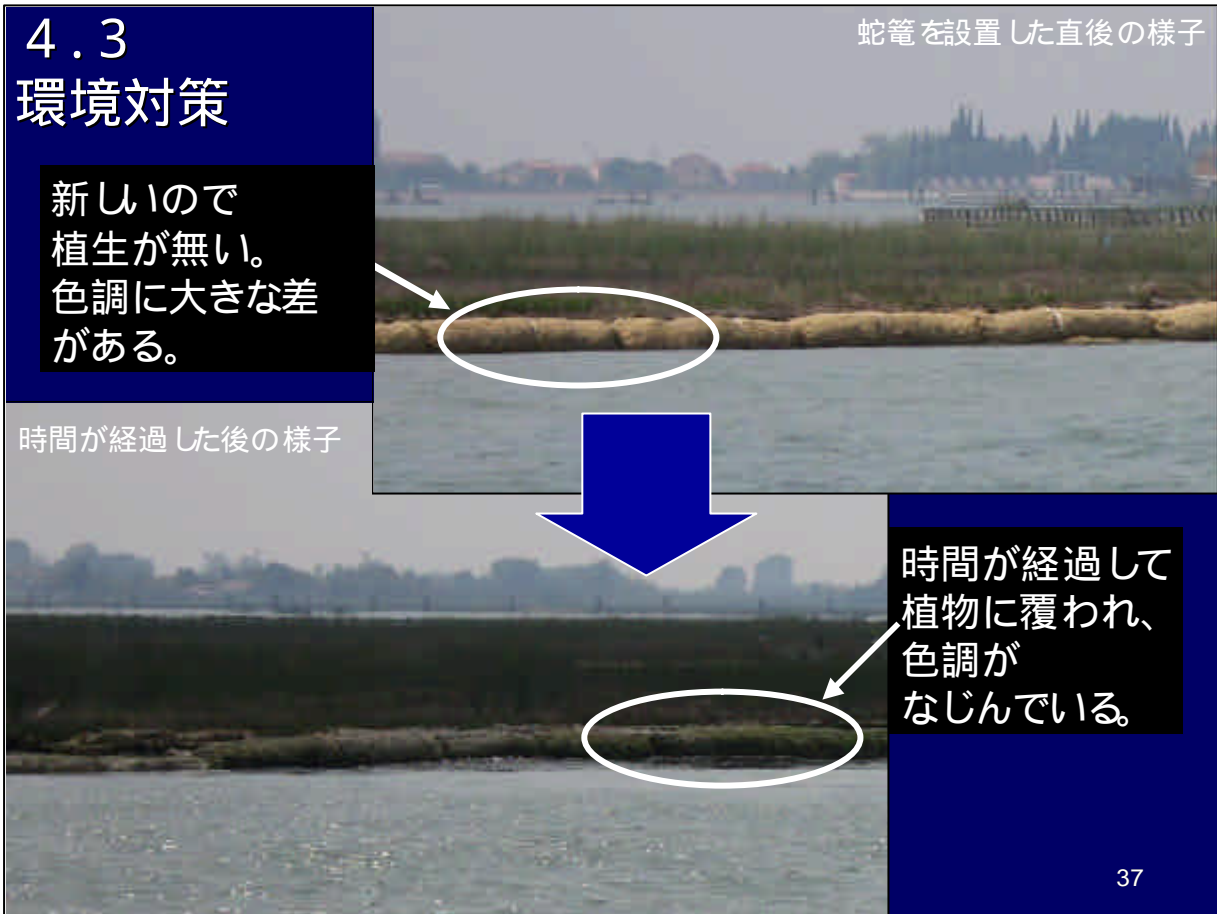 4.3
環境対策
蛇篭を設置した直後の様子
新しいので
植生が無い。
色調に大きな差
がある。
時間が経過した後の様子
時間が経過して
植物に覆われ、
色調が
なじんでいる。
37